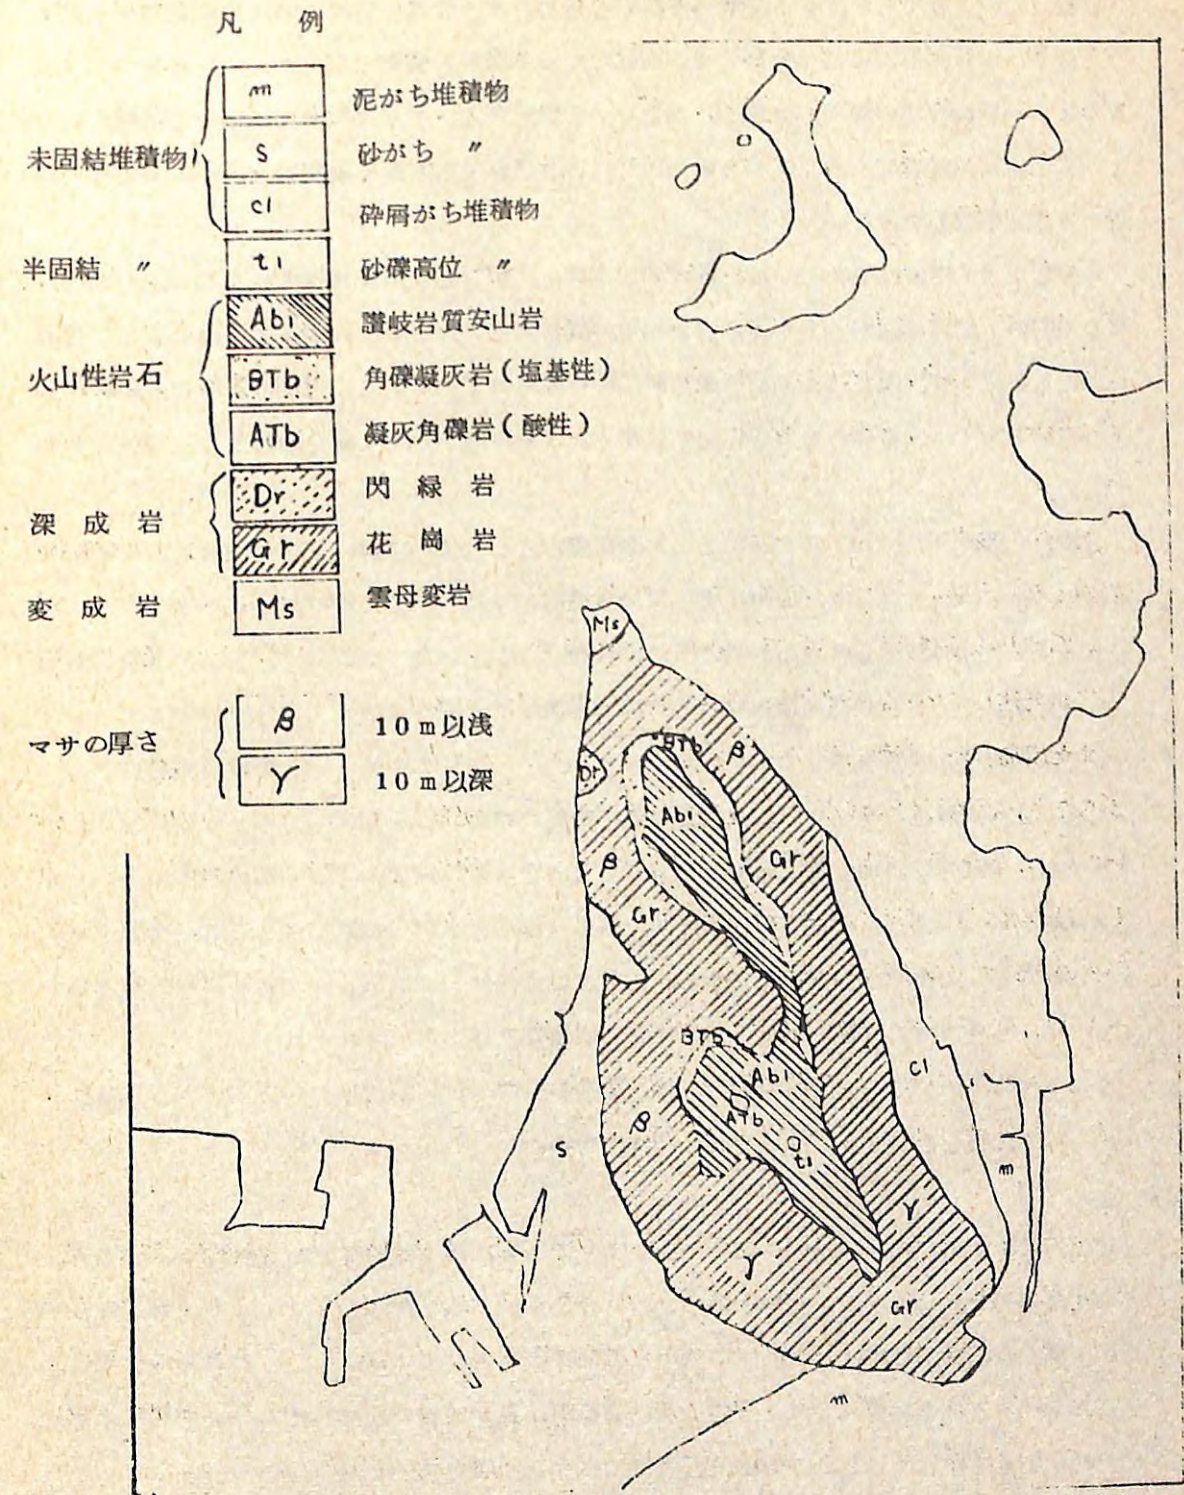 凡 例
未固結堆積物
m 泥がち堆積物
S 砂がち 〃
cl 砕屑がち堆積物
半固結 〃 tl 砂礫高位 〃
火山性岩石
Abi 讃岐岩質安山岩
BTb 角礫凝灰岩(塩基性)
ATb 凝灰角礫岩(酸性)
深成岩
Dr 閃緑岩
Gr 花崗岩
変成岩 Ms 雲母変岩
マサの厚さ
β 10m以浅
γ 10m以深
Ms
BTb
β
Dr
Abi
β
Gr
Gr
BTb
Abi
cl
ATb
β
tl
S
m
γ
γ
Gr
m